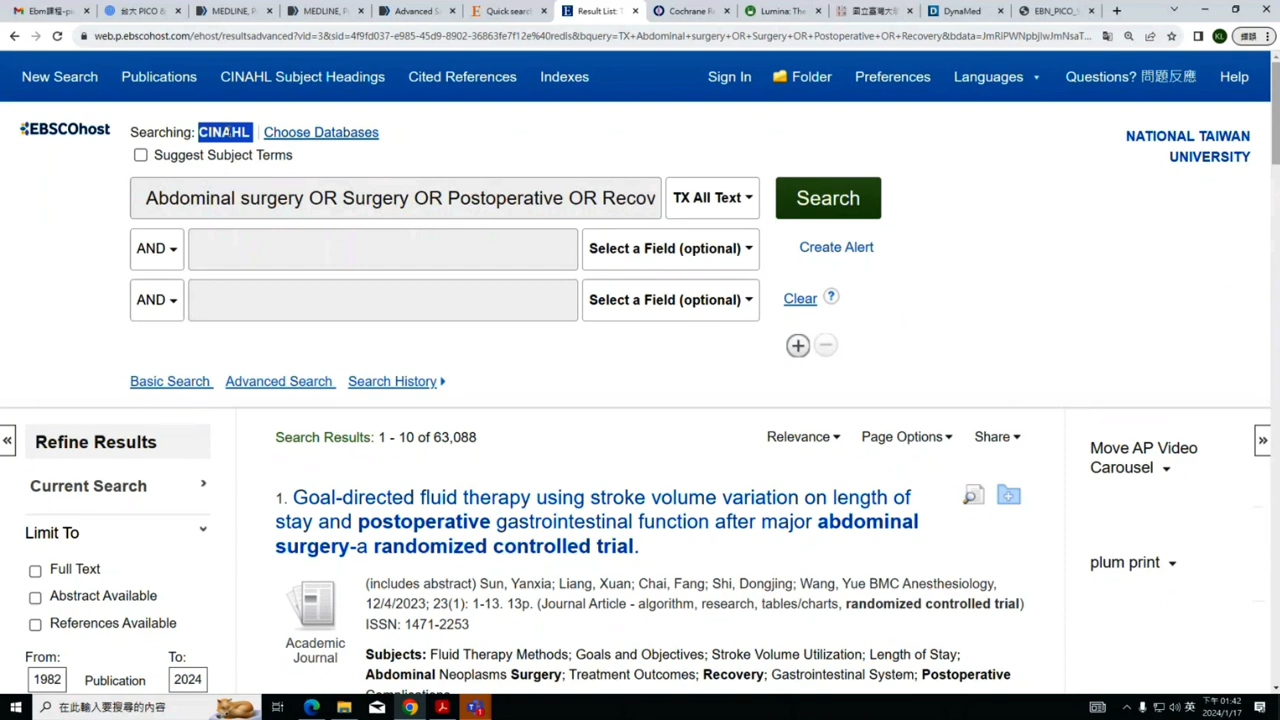 Ebm課程-p
台大 PICO &
MEDLINE, P
MEDLINE, P
Advanced S
Quick search
Result List: T
Cochrane R
Lumina: The
國立臺灣大
DynaMed
EBN_PICO_S
web.p.ebscohost.com/ehost/resultsadvanced?vid=3&sid=4f9fd037-e985-45d9-8902-36863fe7f12e%40redis&bquery=TX+Abdominal+surgery+OR+Surgery+OR+Postoperative+OR+Recovery&bdata=JmRiPWNpbjIwJmNsaT...
KL
New Search
Publications
CINAHL Subject Headings
Cited References
Indexes
Sign In
Folder
Preferences
Languages
Questions? 問題反應
Help
EBSCOhost
Searching: CINAHL
Choose Databases
Suggest Subject Terms
NATIONAL TAIWAN
UNIVERSITY
Abdominal surgery OR Surgery OR Postoperative OR Recov
TX All Text
Search
AND
Select a Field (optional)
Create Alert
AND
Select a Field (optional)
Clear
?
Basic Search
Advanced Search
Search History
Refine Results
Current Search
Limit To
Full Text
Abstract Available
References Available
From:
To:
1982
Publication
2024
Search Results: 1 - 10 of 63,088
Relevance
Page Options
Share
1. Goal-directed fluid therapy using stroke volume variation on length of
stay and postoperative gastrointestinal function after major abdominal
surgery-a randomized controlled trial.
(includes abstract) Sun, Yanxia; Liang, Xuan; Chai, Fang; Shi, Dongjing; Wang, Yue BMC Anesthesiology,
12/4/2023; 23(1): 1-13. 13p. (Journal Article - algorithm, research, tables/charts, randomized controlled trial)
ISSN: 1471-2253
Academic
Journal
Subjects: Fluid Therapy Methods; Goals and Objectives; Stroke Volume Utilization; Length of Stay;
Abdominal Neoplasms Surgery; Treatment Outcomes; Recovery; Gastrointestinal System; Postoperative
Complications
Move AP Video
Carousel
plum print
在此輸入要搜尋的內容
英
下午 01:42
2024/1/17